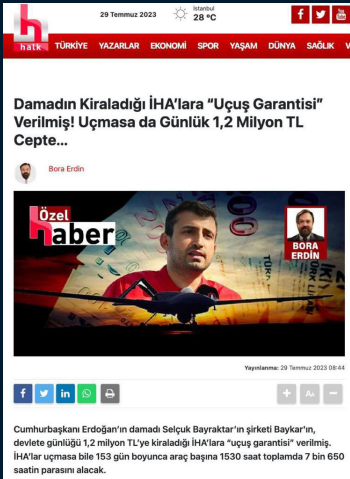 h
halk
29 Temmuz 2023
Istanbul
28 °C
TÜRKİYE YAZARLAR EKONOMİ SPOR YAŞAM DÜNYA SAĞLIK
Damadın Kiraladığı İHA’lara “Uçuş Garantisi”
Verilmiş! Uçmasa da Günlük 1,2 Milyon TL
Cepte...
Bora Erdin
Özel
haber
BORA
ERDİN
Yayınlanma: 29 Temmuz 2023 08:44
Cumhurbaşkanı Erdoğan’ın damadı Selçuk Bayraktar’ın şirketi Baykar’ın,
devlete günlüğü 1,2 milyon TL’ye kiraladığı İHA’lara “uçuş garantisi” verilmiş.
İHA’lar uçmasa bile 153 gün boyunca araç başına 1530 saat toplamda 7 bin 650
saatin parasını alacak.